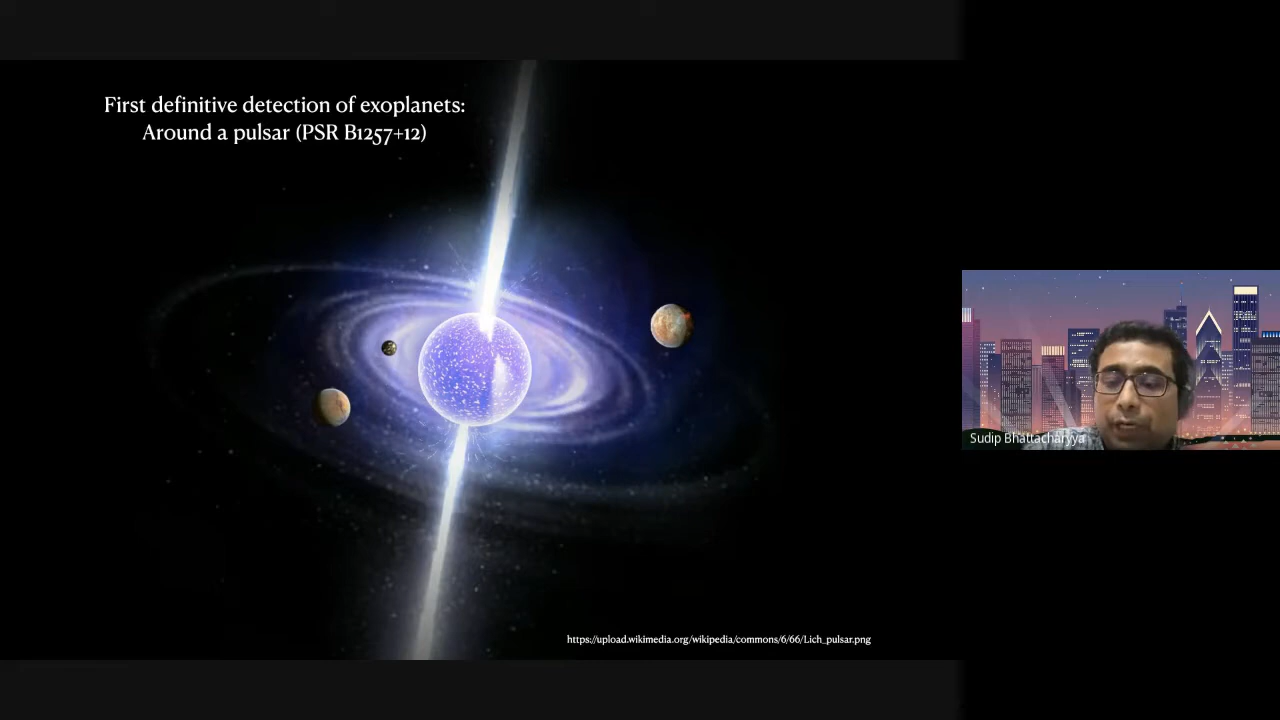 First definitive detection of exoplanets:
Around a pulsar (PSR B1257+12)
Sudip Bhattacharyya
https://upload.wikimedia.org/wikipedia/commons/6/66/Lich_pulsar.png